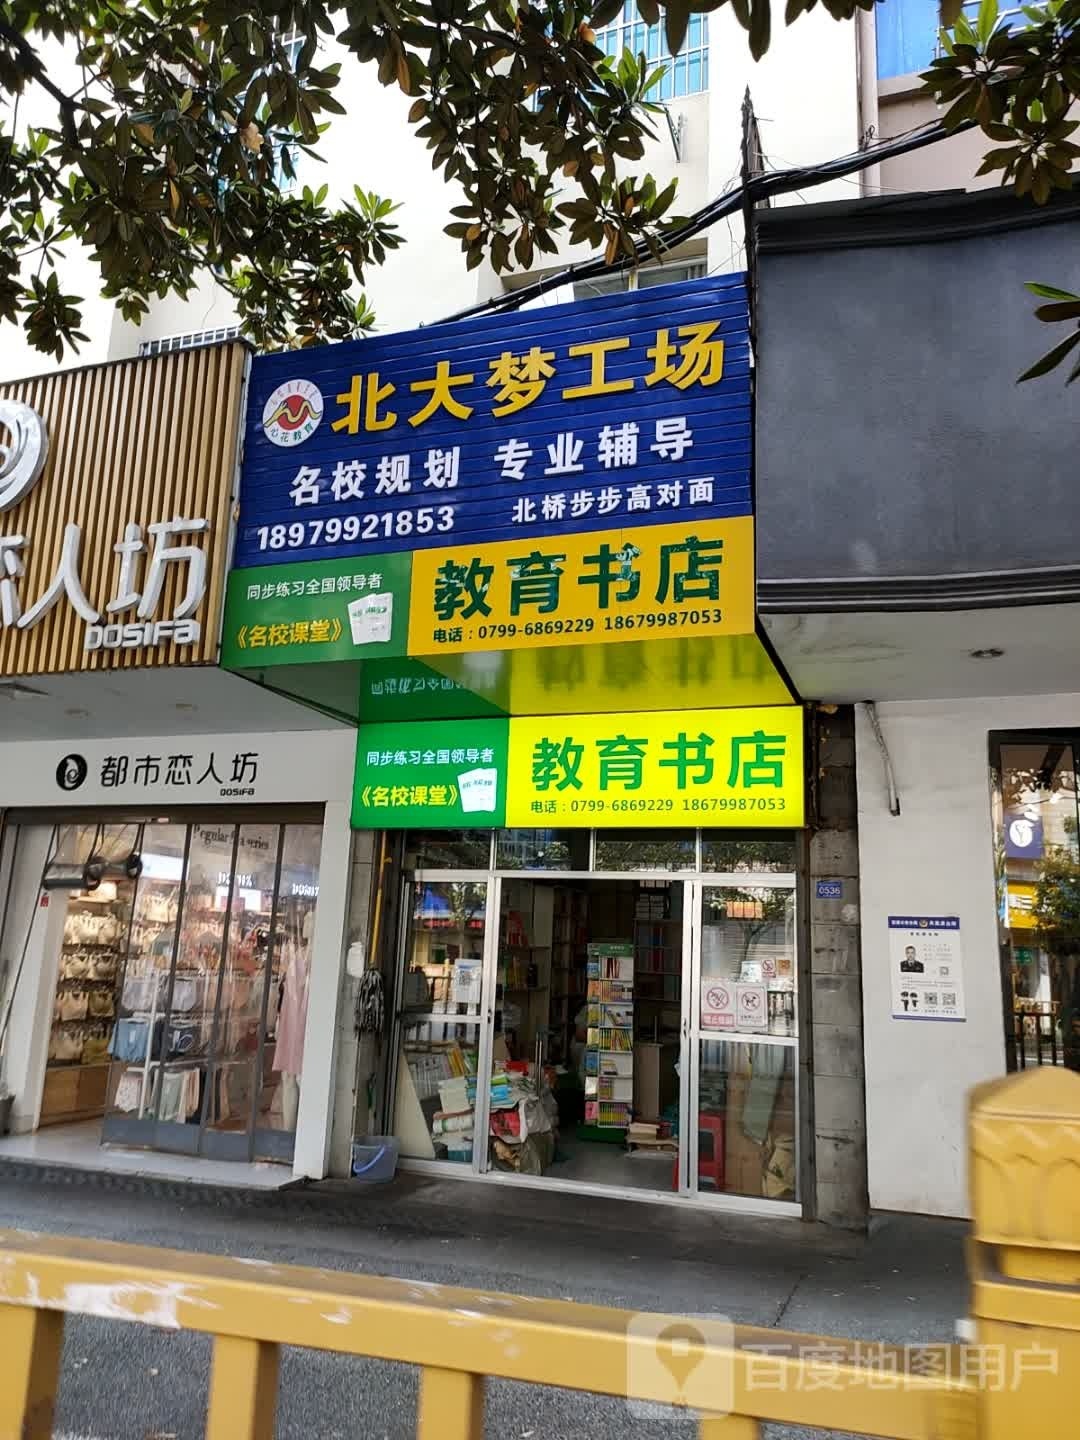 北大梦工场
心花教育
名校规划 专业辅导
18979921853
北桥步步高对面
同步练习全国领导者
《名校课堂》
教育书店
电话：0799-6869229 18679987053
恋人坊
DOSIFA
同步练习全国领导者
《名校课堂》
教育书店
电话：0799-6869229 18679987053
都市恋人坊
DOSIFA
0536
百度地图用户